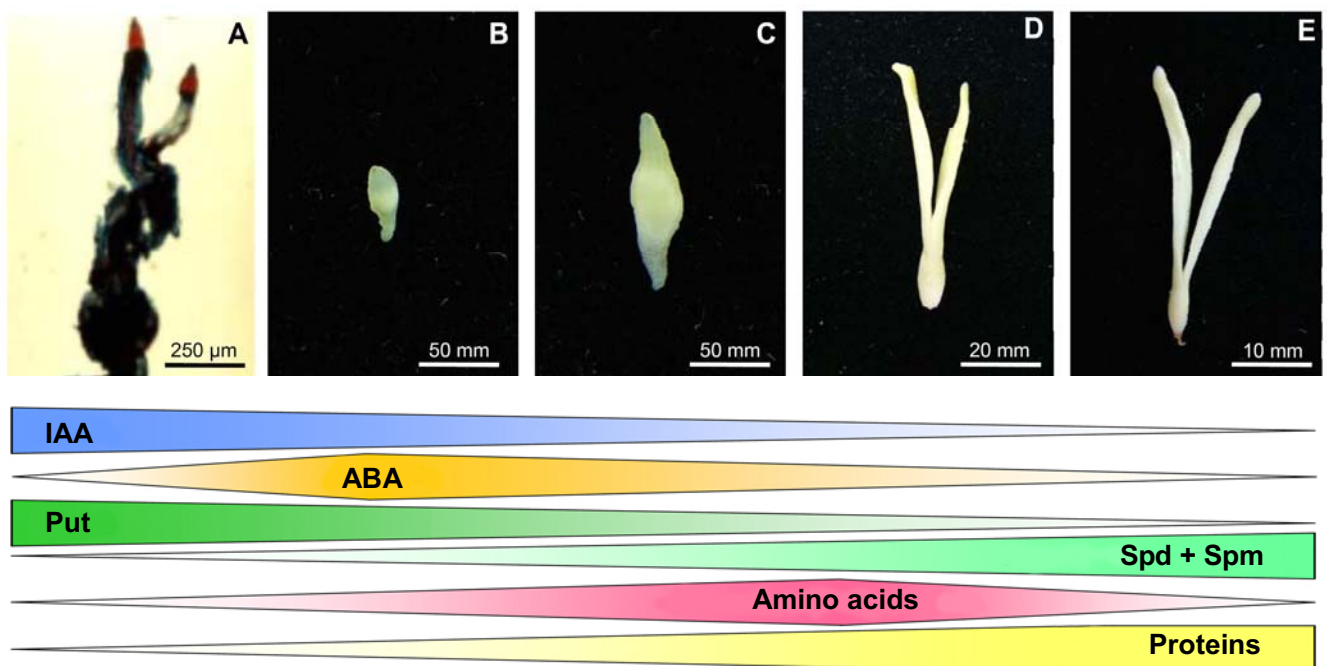 A
B
C
D
E
250 µm
50 mm
50 mm
20 mm
10 mm
IAA
ABA
Put
Spd + Spm
Amino acids
Proteins